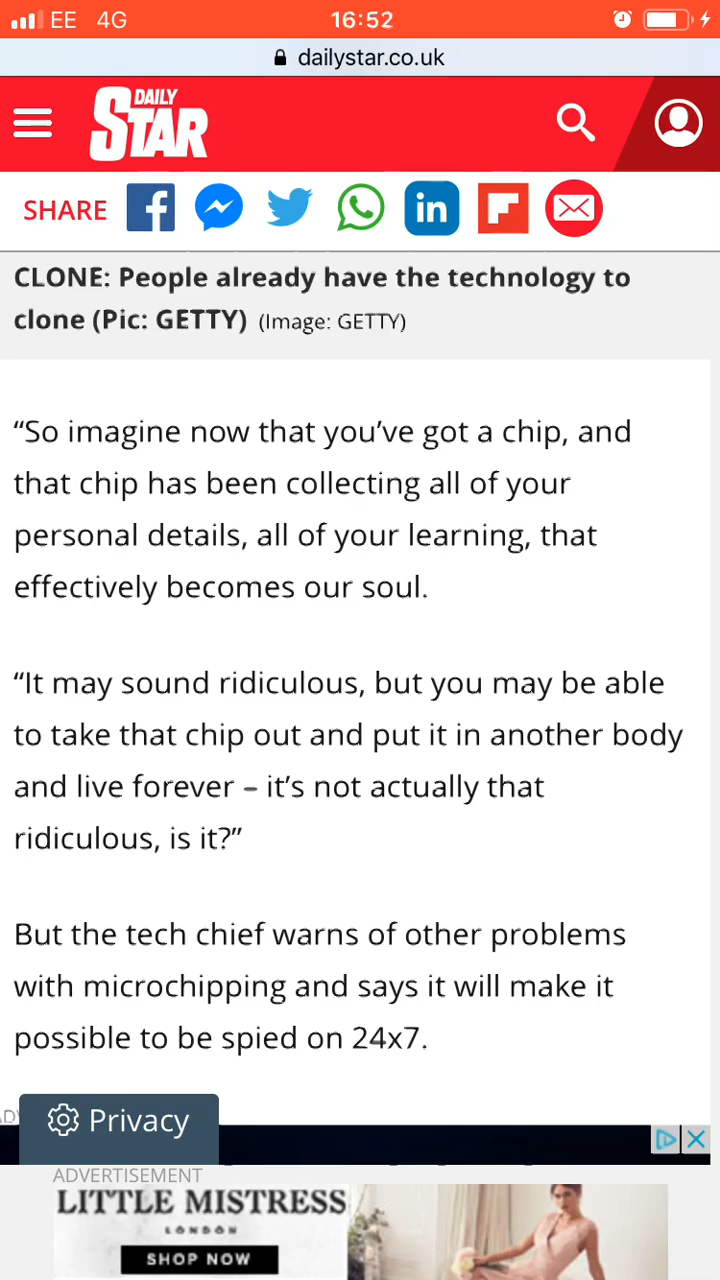 EE 4G 16:52
dailystar.co.uk
DAILY
STAR
SHARE
CLONE: People already have the technology to
clone (Pic: GETTY) (Image: GETTY)
“So imagine now that you’ve got a chip, and
that chip has been collecting all of your
personal details, all of your learning, that
effectively becomes our soul.
“It may sound ridiculous, but you may be able
to take that chip out and put it in another body
and live forever – it’s not actually that
ridiculous, is it?”
But the tech chief warns of other problems
with microchipping and says it will make it
possible to be spied on 24x7.
Privacy
ADVERTISEMENT
LITTLE MISTRESS
LONDON
SHOP NOW